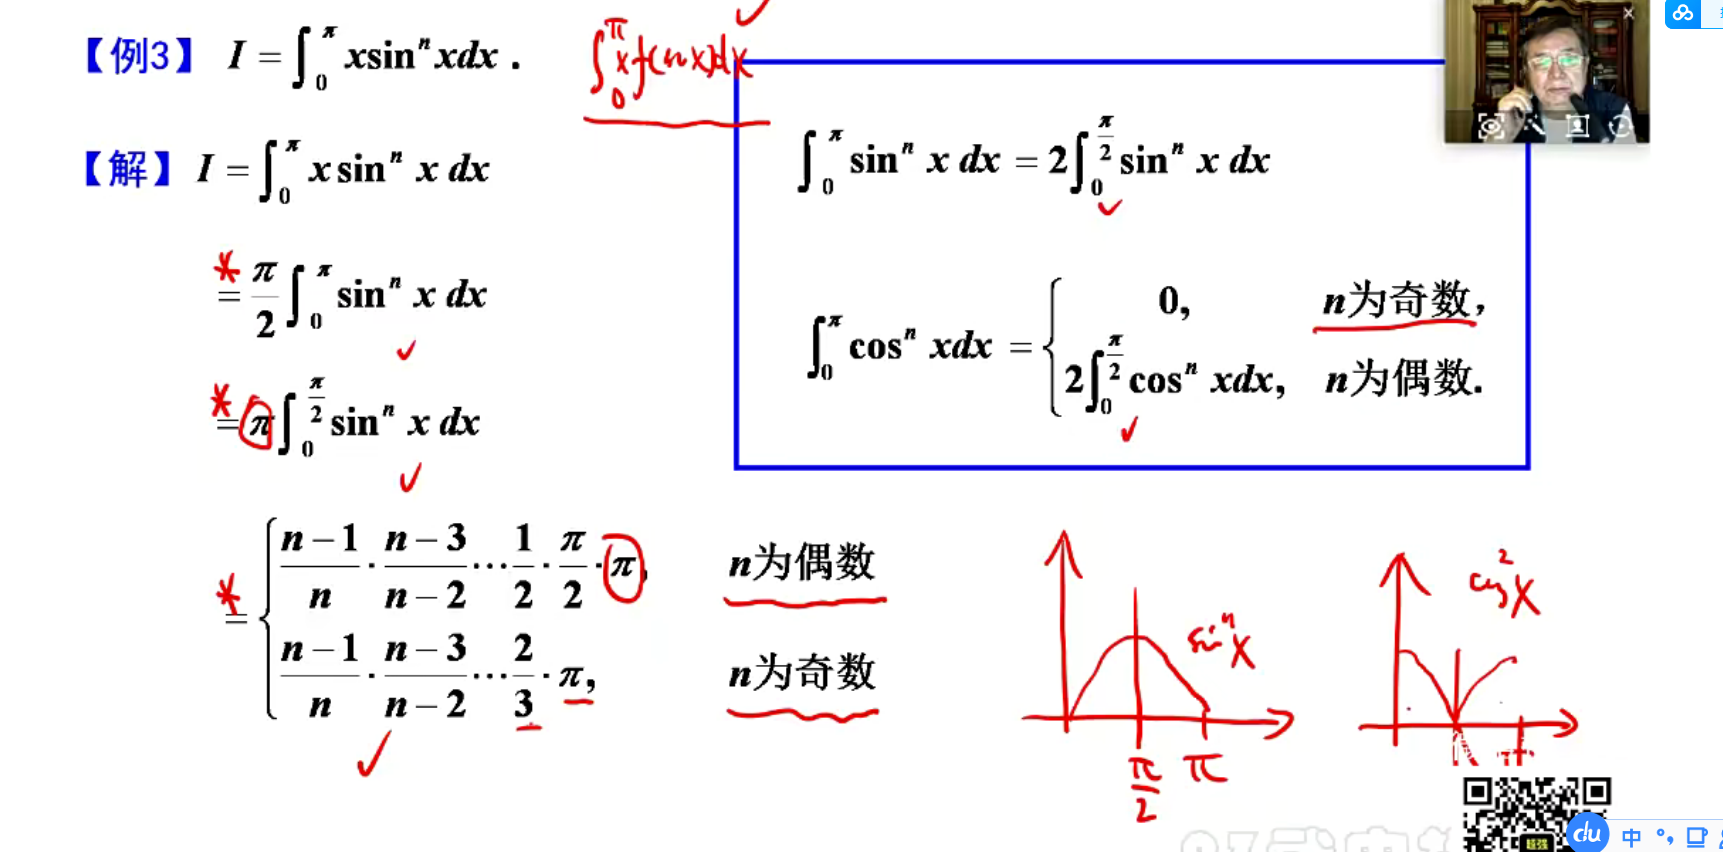 【例3】 I = ∫₀^π x sinⁿ x dx .
∫₀^π x f(sin x) dx
【解】 I = ∫₀^π x sinⁿ x dx
= π/2 ∫₀^π sinⁿ x dx
= π ∫₀^(π/2) sinⁿ x dx
= { (n−1)/n · (n−3)/(n−2) ⋯ 1/2 · π/2 · π, n为偶数
(n−1)/n · (n−3)/(n−2) ⋯ 2/3 · π, n为奇数
∫₀^π sinⁿ x dx = 2∫₀^(π/2) sinⁿ x dx
∫₀^π cosⁿ x dx = { 0, n为奇数,
2∫₀^(π/2) cosⁿ x dx, n为偶数.
sinⁿ x
π/2 π
cos² x
du 中